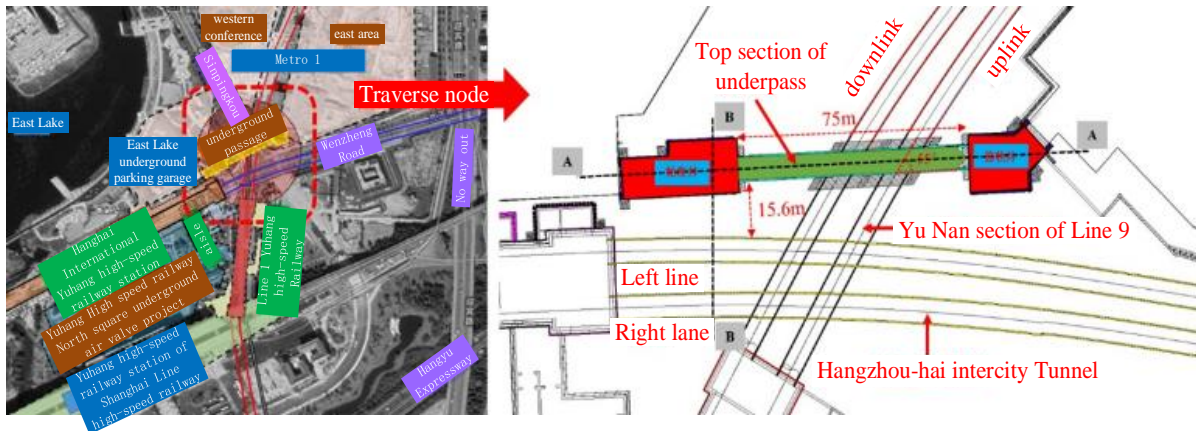 western
conference
east area
Metro 1
Sinpingkou
Traverse node
East Lake
underground
passage
East Lake
underground
parking garage
Wenzheng
Road
No way out
Hanghai
International
Yuhang high-speed
railway station
aisle
Line 1 Yuhang
high-speed
Railway
Yuhang High speed railway
North square underground
air valve project
Yuhang high-speed
railway station of
Shanghai Line
high-speed railway
Hangyu
Expressway
Top section of
underpass
downlink
uplink
B
75m
A
A
15.6m
Yu Nan section of Line 9
Left line
Right lane
B
Hangzhou-hai intercity Tunnel